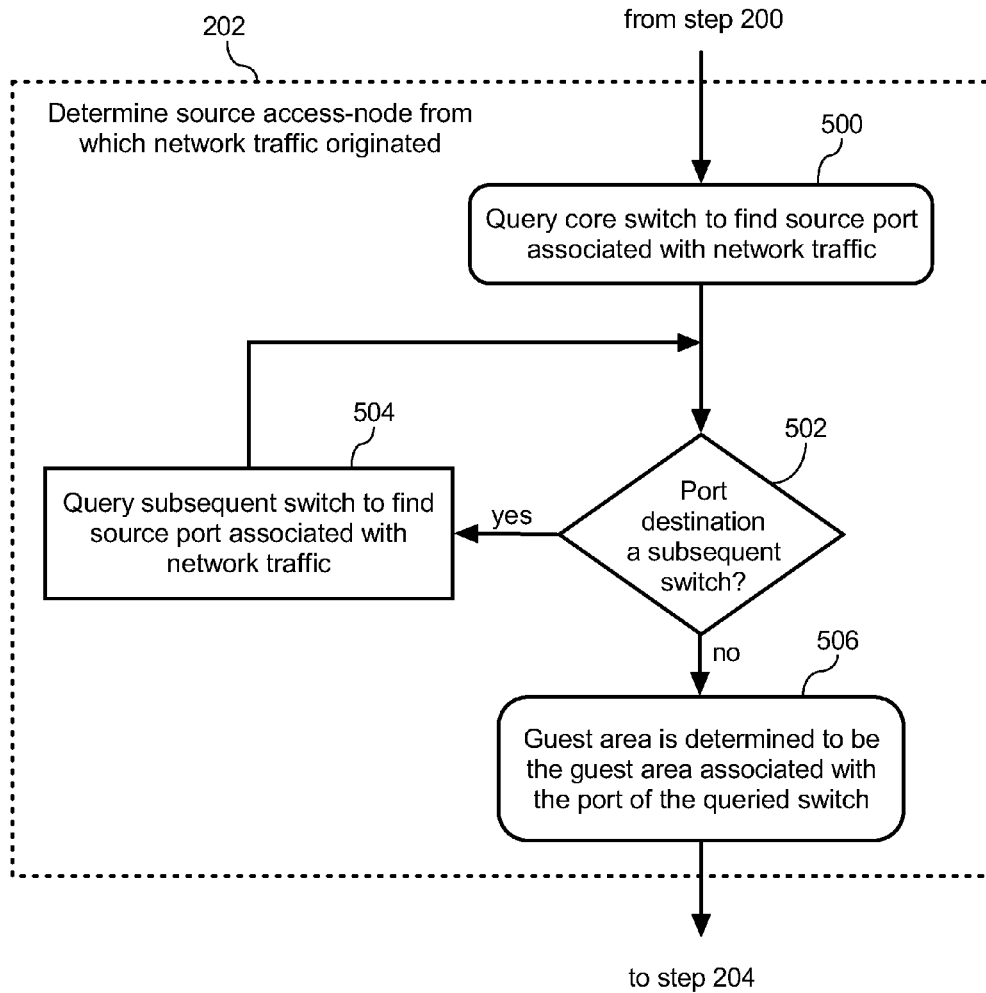 from step 200
202
Determine source access-node from
which network traffic originated
500
Query core switch to find source port
associated with network traffic
504
502
Query subsequent switch to find
source port associated with
network traffic
yes
Port
destination
a subsequent
switch?
no
506
Guest area is determined to be
the guest area associated with
the port of the queried switch
to step 204